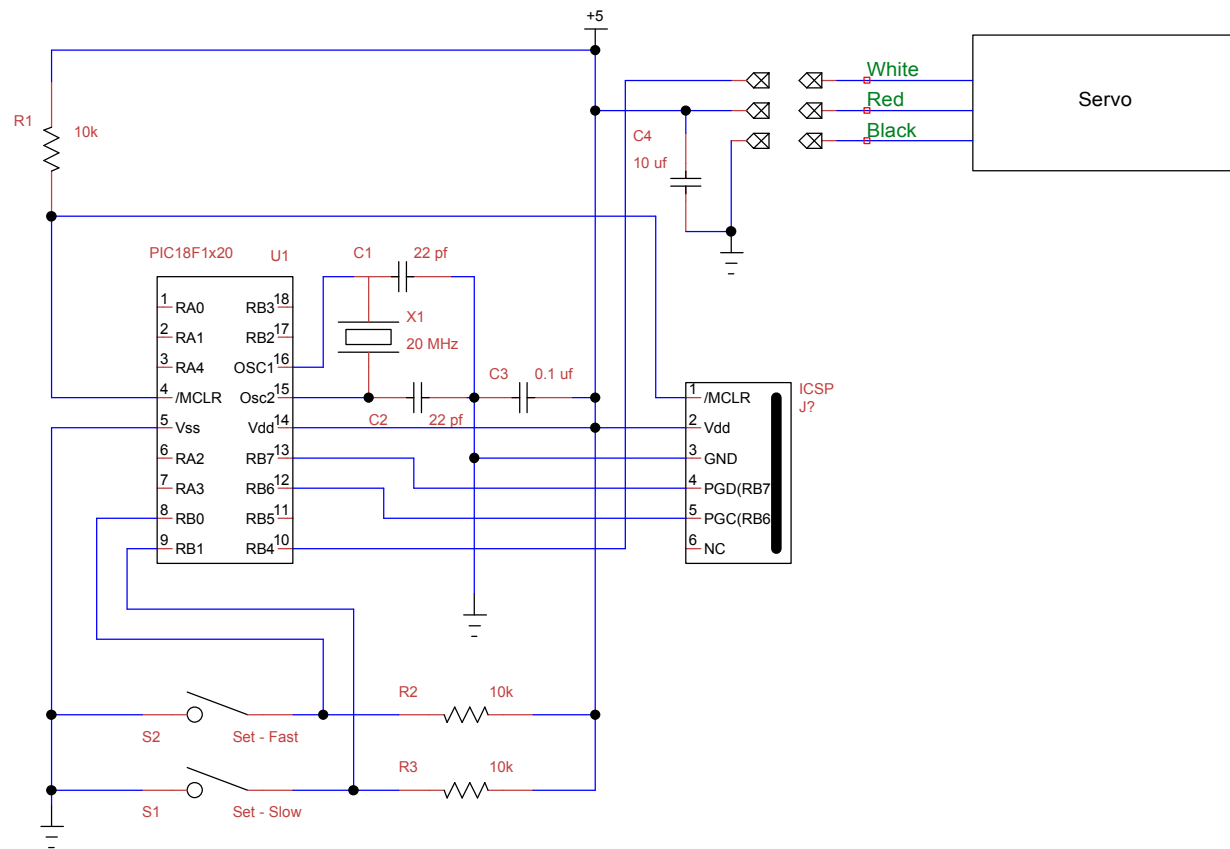 +5
White
Red
Black
Servo
R1
10k
C4
10 uf
PIC18F1x20
U1
C1
22 pf
1
RA0
RB3
18
2
RA1
RB2
17
3
RA4
OSC1
16
4
/MCLR
Osc2
15
5
Vss
Vdd
14
6
RA2
RB7
13
7
RA3
RB6
12
8
RB0
RB5
11
9
RB1
RB4
10
X1
20 MHz
C3
0.1 uf
C2
22 pf
ICSP
J?
1
/MCLR
2
Vdd
3
GND
4
PGD(RB7
5
PGC(RB6
6
NC
R2
10k
S2
Set - Fast
R3
10k
S1
Set - Slow